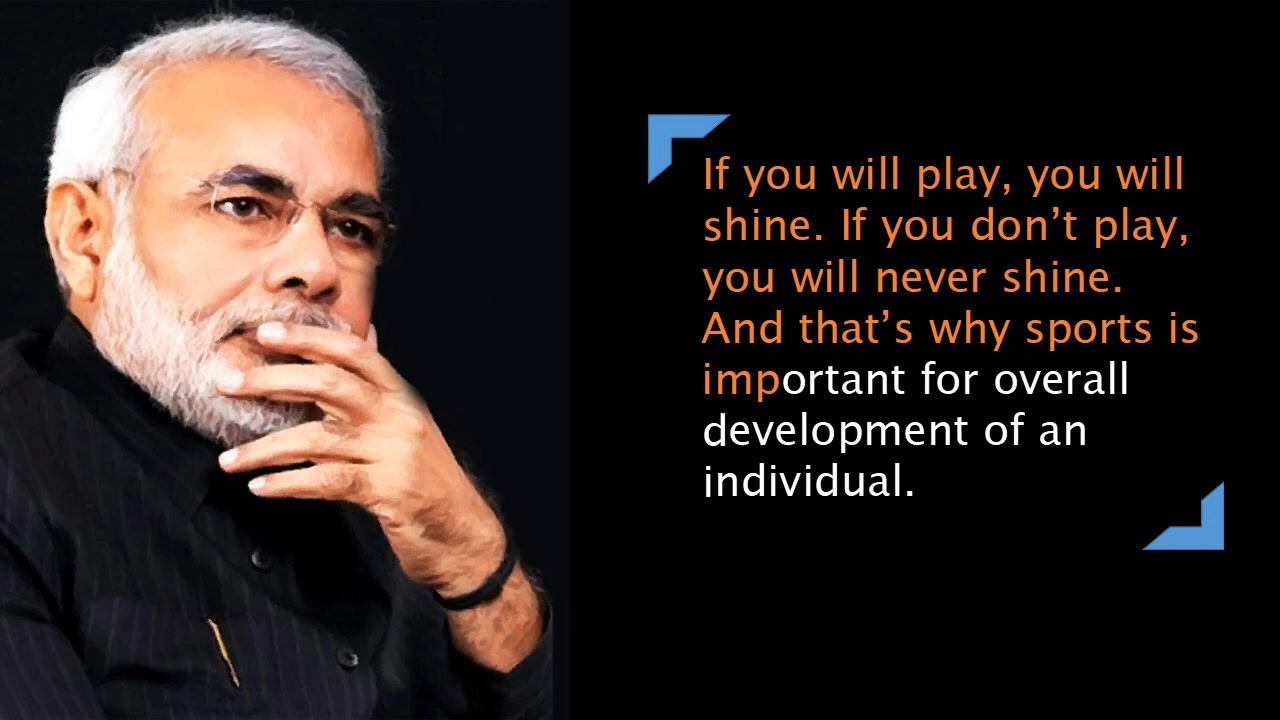 If you will play, you will
shine. If you don’t play,
you will never shine.
And that’s why sports is
important for overall
development of an
individual.